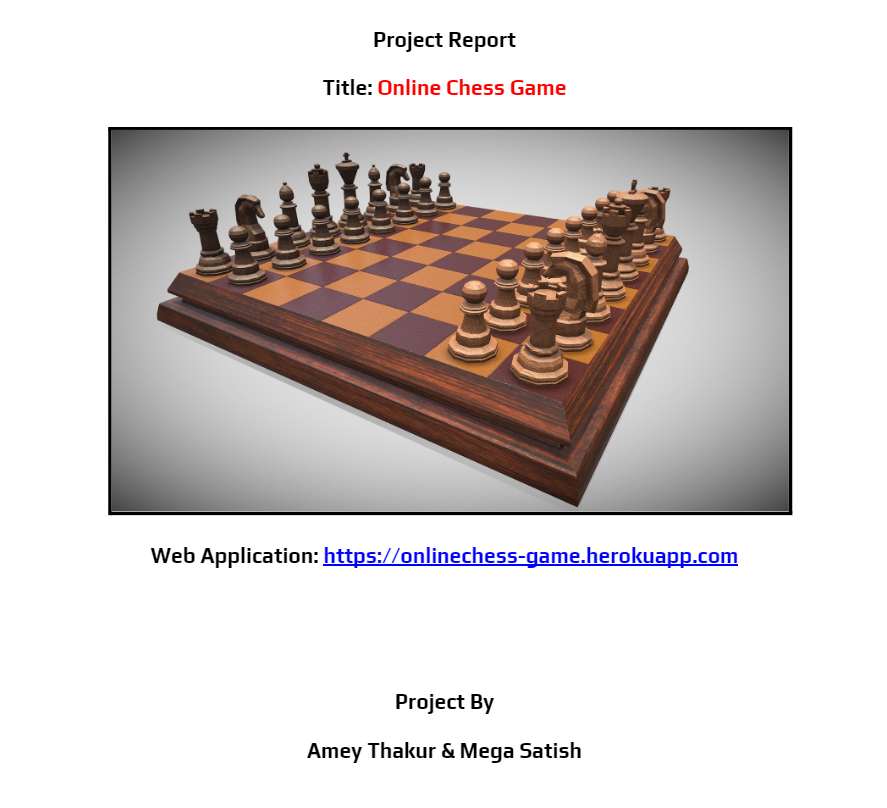 Project Report
Title: Online Chess Game
Web Application: https://onlinechess-game.herokuapp.com
Project By
Amey Thakur & Mega Satish